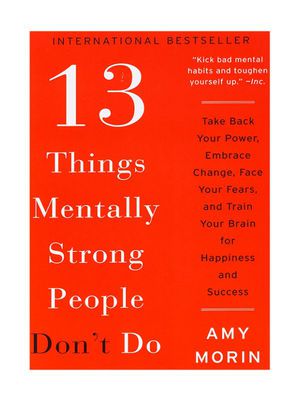 INTERNATIONAL BESTSELLER
13
Things
Mentally
Strong
People
Don't Do
"Kick bad mental
habits and toughen
yourself up." —Inc.
Take Back
Your Power,
Embrace
Change, Face
Your Fears,
and Train
Your Brain
for
Happiness
and
Success
AMY
MORIN